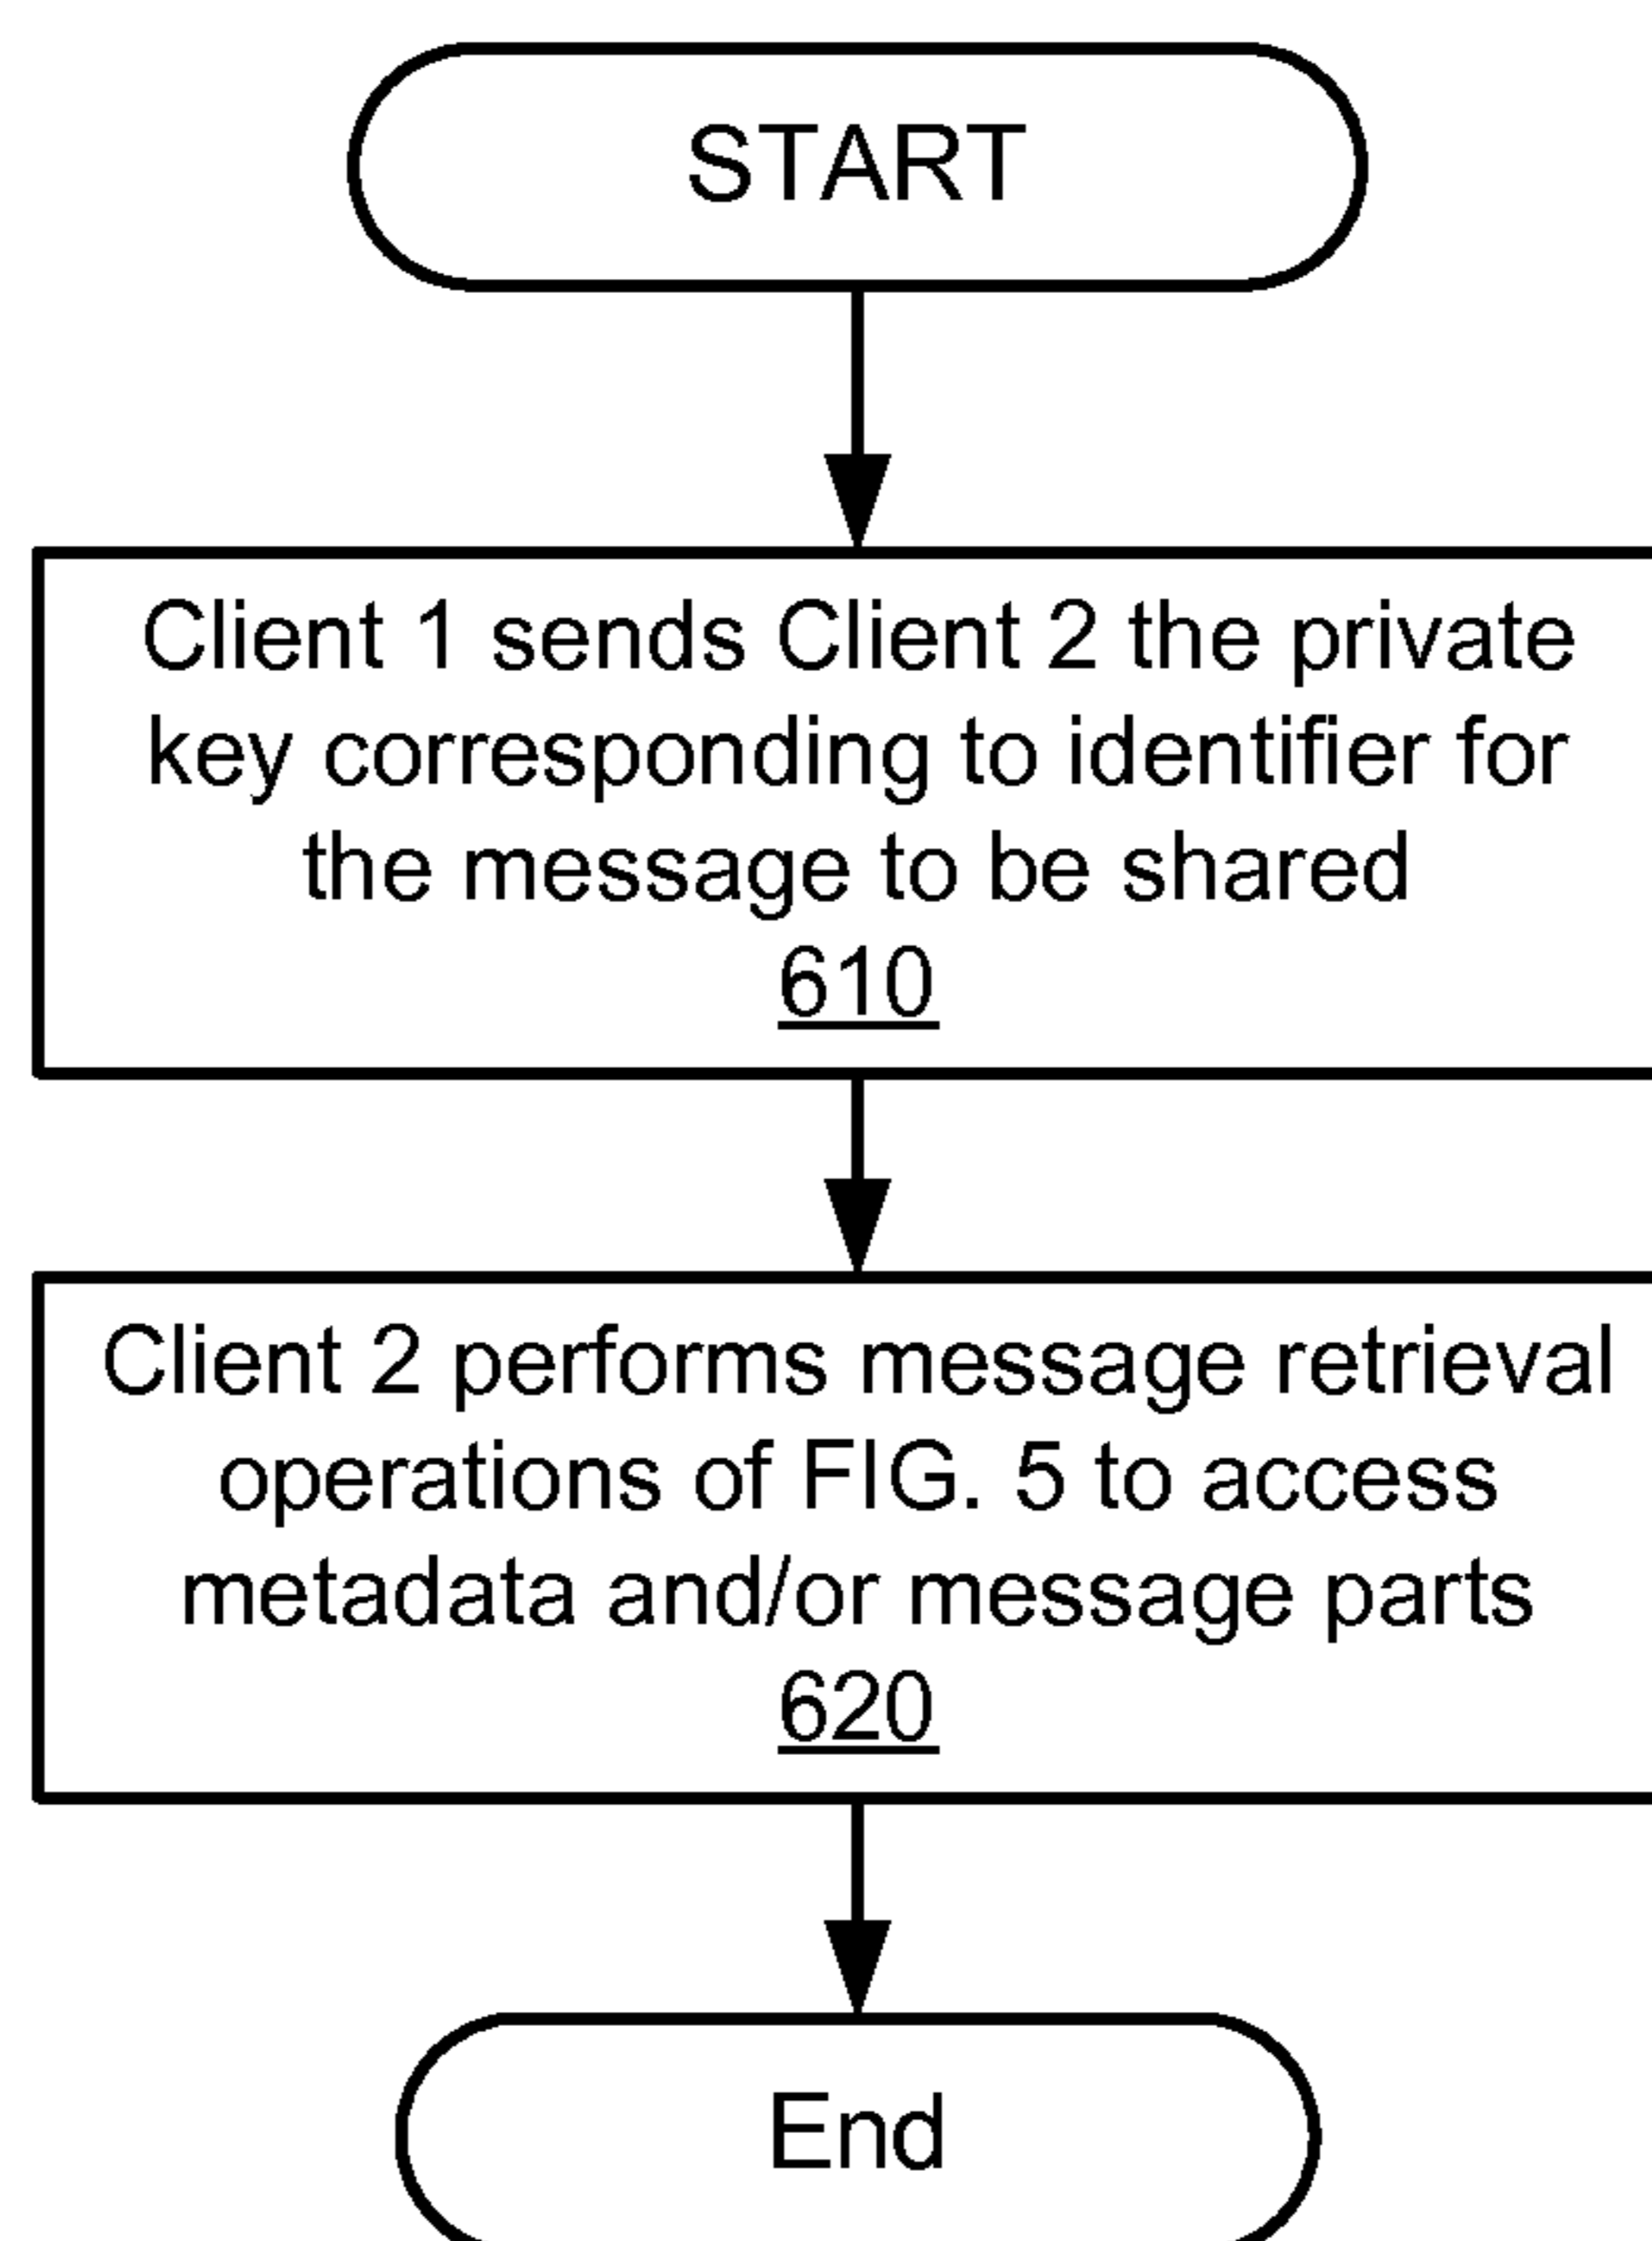 START
Client 1 sends Client 2 the private
key corresponding to identifier for
the message to be shared
610
Client 2 performs message retrieval
operations of FIG. 5 to access
metadata and/or message parts
620
End